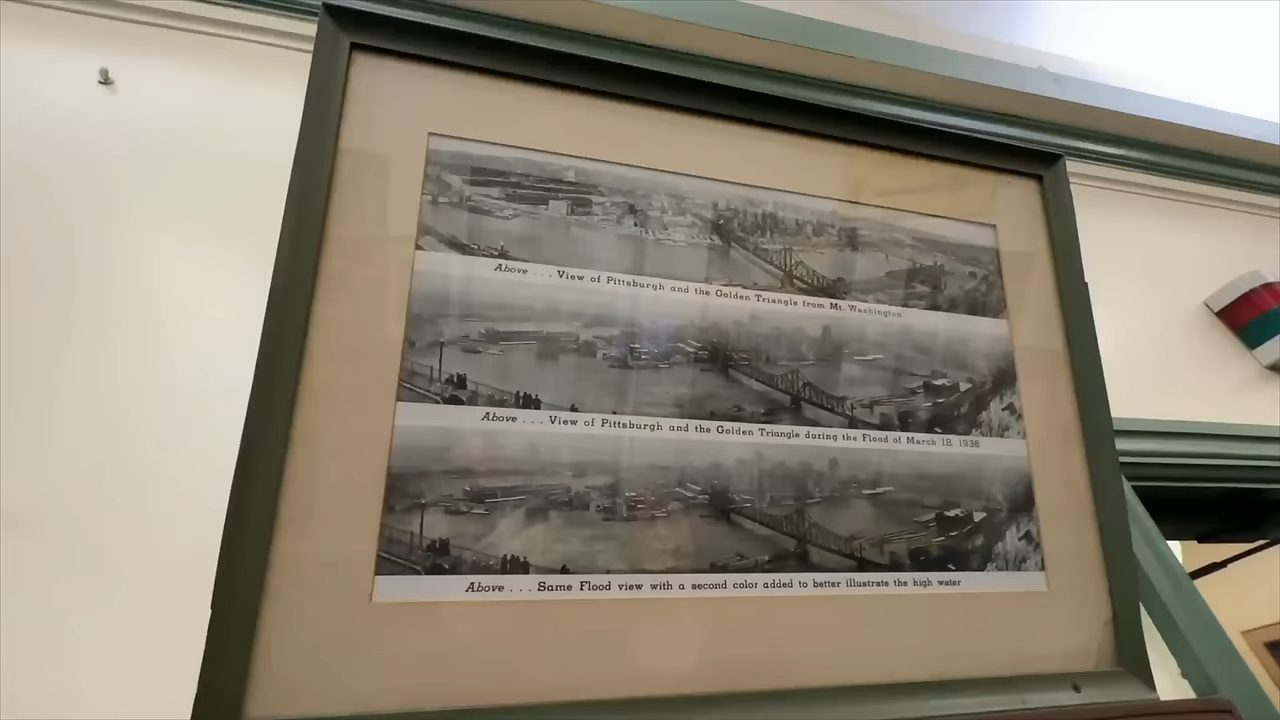 Above . . . View of Pittsburgh and the Golden Triangle from Mt. Washington
Above . . . View of Pittsburgh and the Golden Triangle during the Flood of March 18, 1936
Above . . . Same Flood view with a second color added to better illustrate the high water